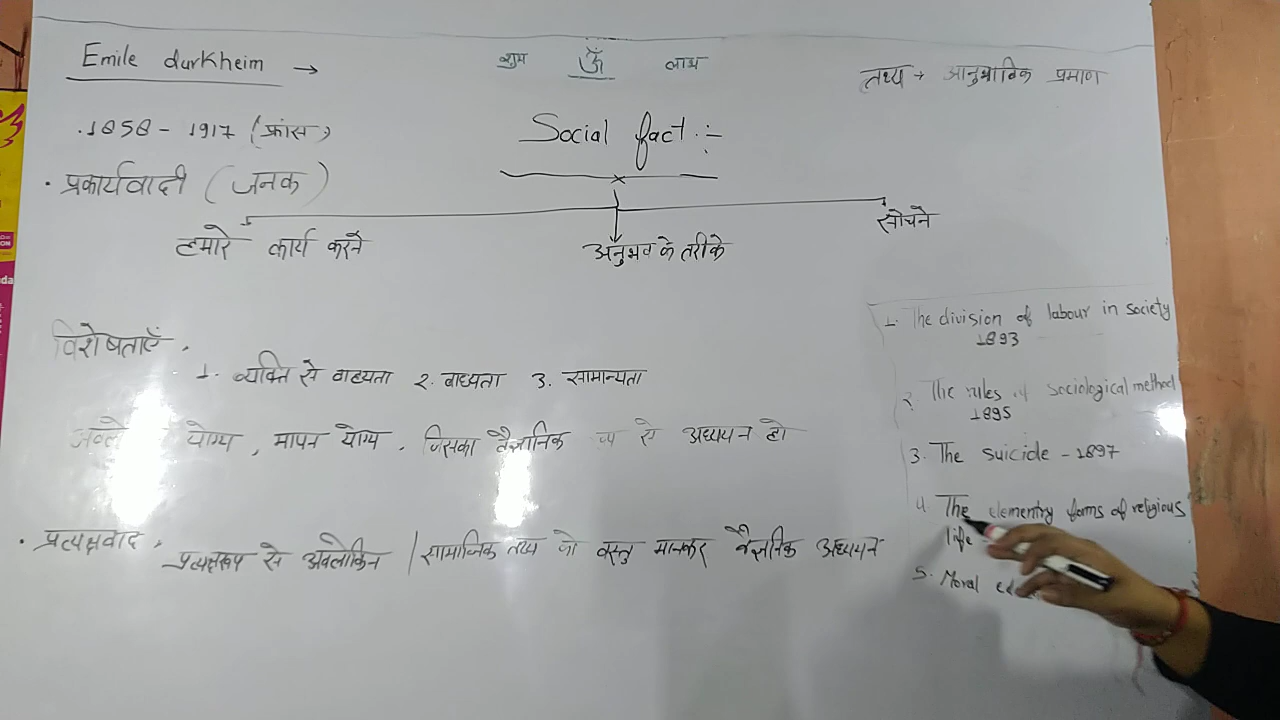 Emile durkheim →
शुभ ॐ लाभ
तथ्य → आनुभाविक प्रमाण
.1858 - 1917 (फ्रांस)
Social fact :-
• प्रकार्यवादी (जनक)
हमारे कार्य करने
अनुभव के तरीके
सोचने
विशेषताएँ .
1. व्यक्ति से वाह्यता 2. बाध्यता 3. सामान्यता
योग्य , मापन योग्य , जिसका वैज्ञानिक से अध्ययन हो
• प्रत्यक्षवाद ,
प्रत्यक्षरूप से अवलोकिन / सामाजिक तथ्य को वस्तु मानकर वैज्ञनिक अध्ययन
1. The division of labour in society
1893
2. The rules of sociological method
1895
3. The suicide - 1897
4 The elementry forms of religious
life
5. Moral